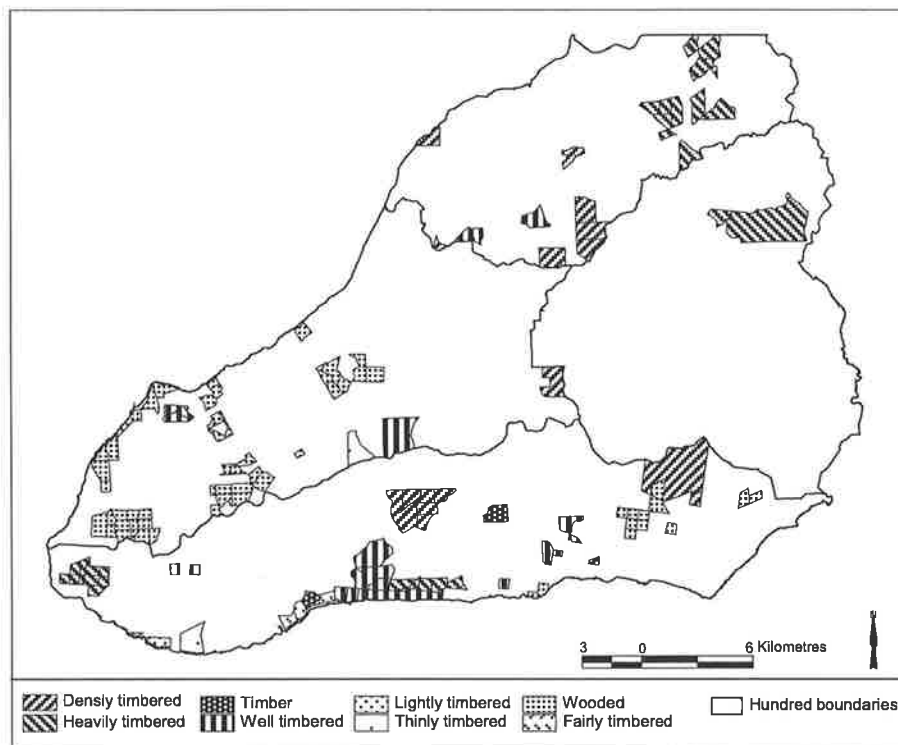 3 0 6 Kilometres
Densly timbered Timber Lightly timbered Wooded Hundred boundaries
Heavily timbered Well timbered Thinly timbered Fairly timbered